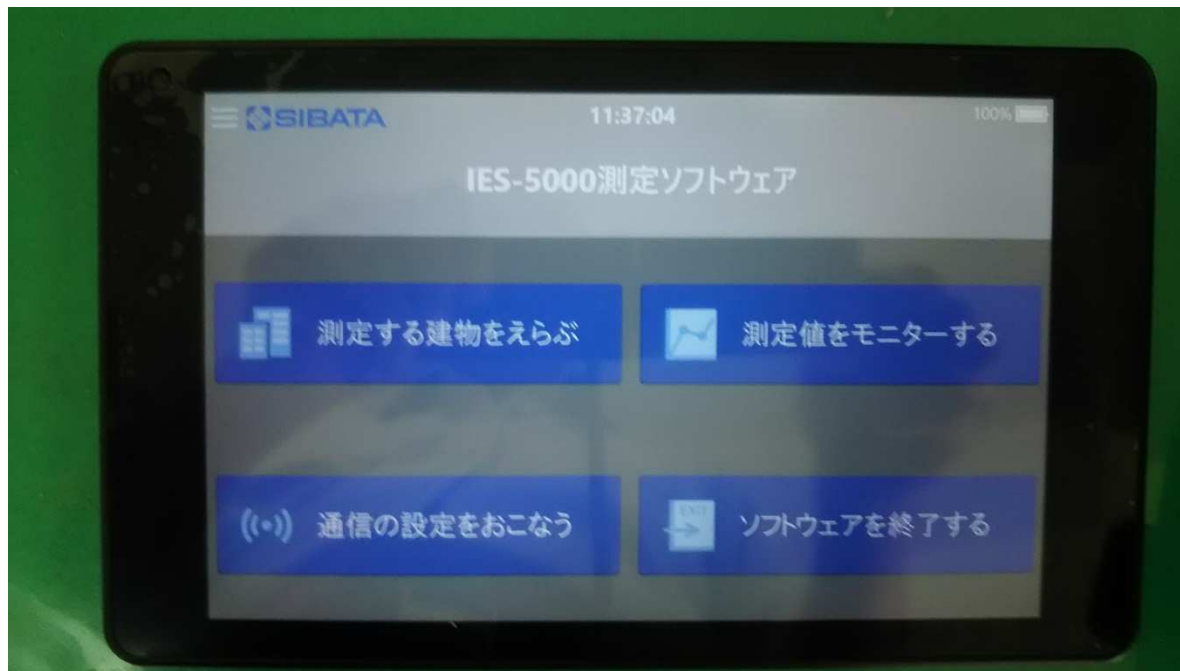 SIBATA
11:37:04
100%
IES-5000測定ソフトウェア
測定する建物をえらぶ
測定値をモニターする
通信の設定をおこなう
EXIT
ソフトウェアを終了する